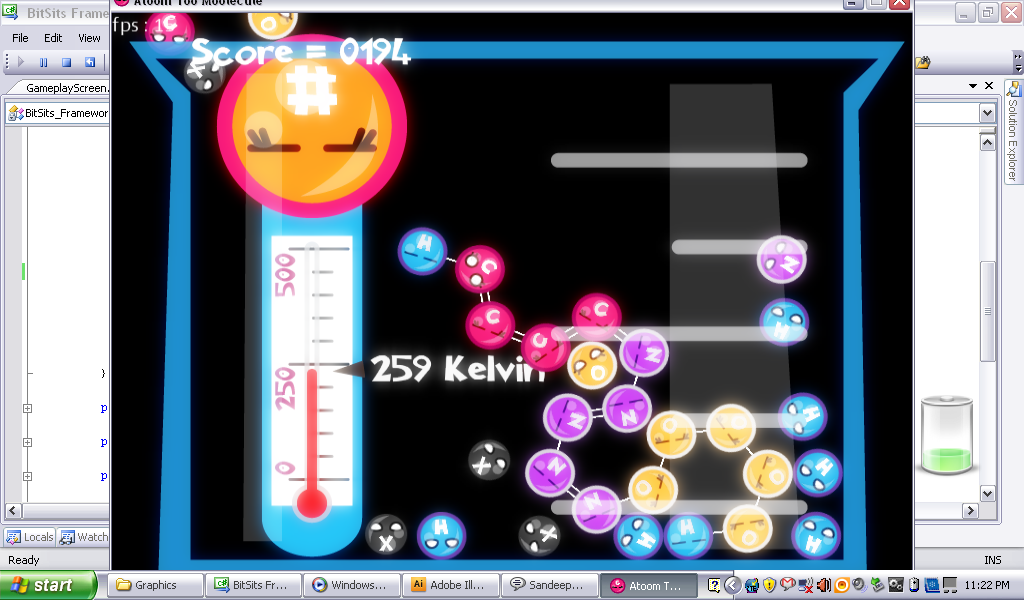 BitSits Frame
Atoom Too Moolecule
fps : 1
File Edit View
Score = 0194
#
GameplayScreen.
BitSits_Framewor
Solution Explorer
500
250
0
259 Kelvin
H
C
C
C
C
N
N
N
N
N
O
O
O
O
O
O
O
H
H
H
H
H
H
H
H
X
X
X
X
}
p
p
p
Locals Watch
Ready
INS
start
Graphics
BitSits Fr...
Windows...
Adobe Ill...
Sandeep...
Atoom T...
11:22 PM